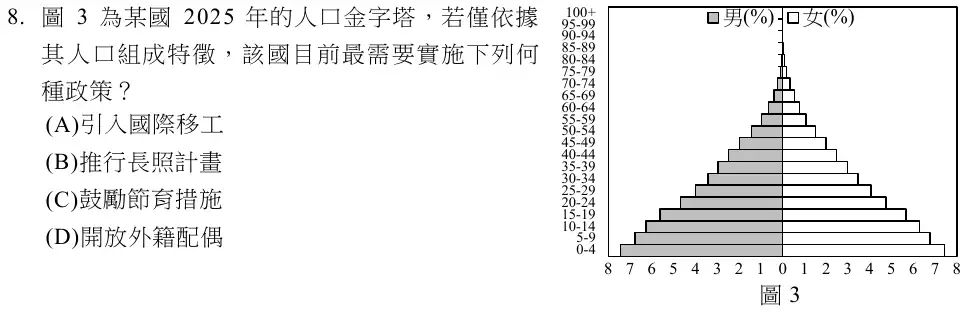 8. 圖 3 為某國 2025 年的人口金字塔，若僅依據
其人口組成特徵，該國目前最需要實施下列何
種政策？
(A)引入國際移工
(B)推行長照計畫
(C)鼓勵節育措施
(D)開放外籍配偶
男(%) 女(%)
100+
95-99
90-94
85-89
80-84
75-79
70-74
65-69
60-64
55-59
50-54
45-49
40-44
35-39
30-34
25-29
20-24
15-19
10-14
5-9
0-4
8 7 6 5 4 3 2 1 0 1 2 3 4 5 6 7 8
圖 3